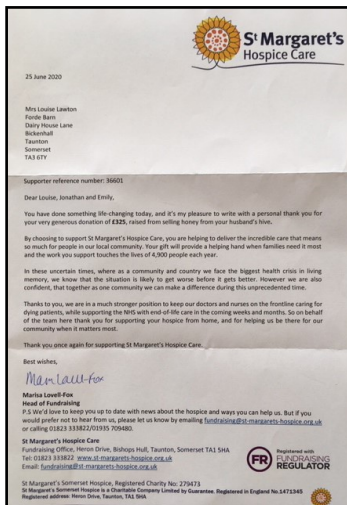 St Margaret's
Hospice Care
25 June 2020
Mrs Louise Lawton
Forde Barn
Dairy House Lane
Bickenhall
Taunton
Somerset
TA3 6TY
Supporter reference number: 36601
Dear Louise, Jonathan and Emily,
You have done something life-changing today, and it's my pleasure to write with a personal thank you for
your very generous donation of £325, raised from selling honey from your husband's hive.
By choosing to support St Margaret's Hospice Care, you are helping to deliver the incredible care that means
so much for people in our local community. Your gift will provide a helping hand when families need it most
and the work you support touches the lives of 4,900 people each year.
In these uncertain times, where as a community and country we face the biggest health crisis in living
memory, we know that the situation is likely to get worse before it gets better. However we are also
confident, that together as one community we can make a difference during this unprecedented time.
Thanks to you, we are in a much stronger position to keep our doctors and nurses on the frontline caring for
dying patients, while supporting the NHS with end-of-life care in the coming weeks and months. So on behalf
of the team here thank you for supporting your hospice from home, and for helping us be there for our
community when it matters most.
Thank you once again for supporting St Margaret's Hospice Care.
Best wishes,
Marisa Lovell-Fox
Head of Fundraising
P.S We'd love to keep you up to date with news about the hospice and ways you can help us. But if you
would prefer not to hear from us, please let us know by emailing fundraising@st-margarets-hospice.org.uk
or calling 01823 333822/01935 709480.
St Margaret's Hospice Care
Fundraising Office, Heron Drive, Bishops Hull, Taunton, Somerset TA1 5HA
Tel: 01823 333822 www.st-margarets-hospice.org.uk
Email: fundraising@st-margarets-hospice.org.uk
FR
Registered with
FUNDRAISING
REGULATOR
St Margaret's Somerset Hospice, Registered Charity No: 279473
St Margaret's Somerset Hospice is a Charitable Company Limited by Guarantee. Registered in England No.1471345
Registered address: Heron Drive, Taunton, TA1 5HA